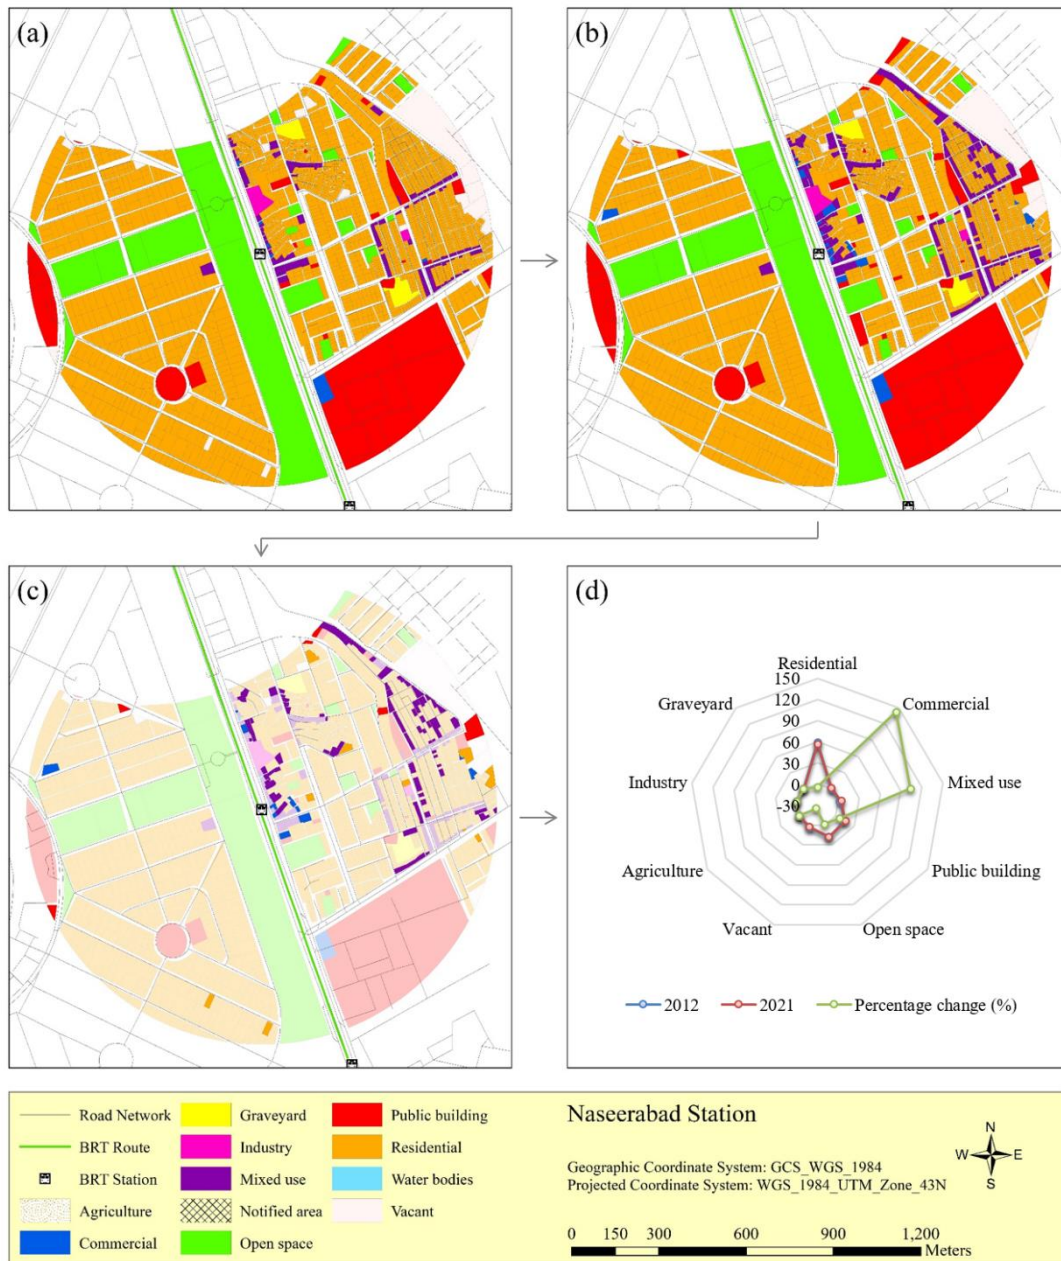 (a)
(b)
(c)
(d)
Residential
150
120
90
60
30
0
-30
Graveyard
Commercial
Industry
Mixed use
Agriculture
Public building
Vacant
Open space
2012
2021
Percentage change (%)
Road Network
Graveyard
Public building
BRT Route
Industry
Residential
BRT Station
Mixed use
Water bodies
Agriculture
Notified area
Vacant
Commercial
Open space
Naseerabad Station
Geographic Coordinate System: GCS_WGS_1984
Projected Coordinate System: WGS_1984_UTM_Zone_43N
N
W
E
S
0 150 300 600 900 1,200
Meters